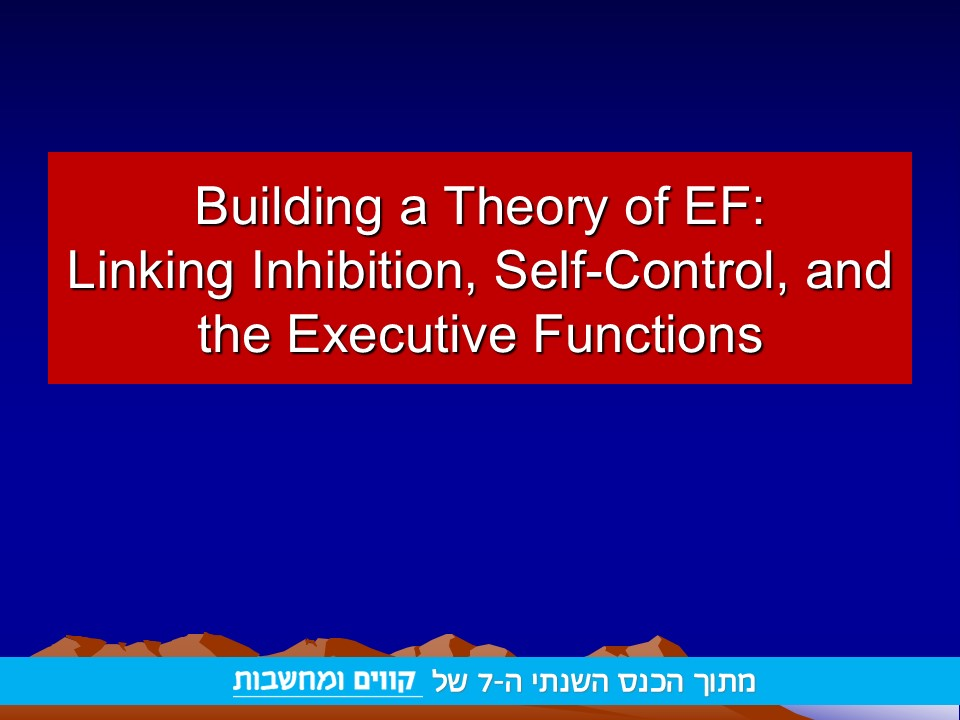 Building a Theory of EF:
Linking Inhibition, Self-Control, and
the Executive Functions
מתוך הכנס השנתי ה-7 של קווים ומחשבות